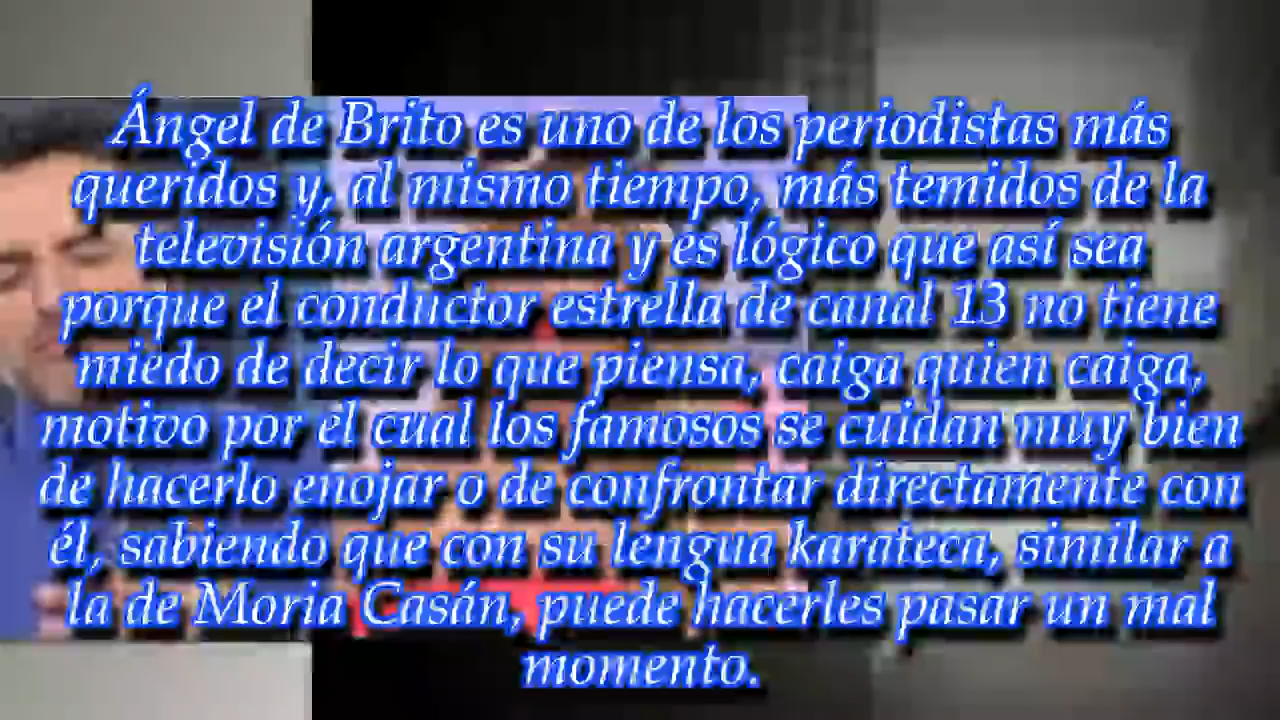 Ángel de Brito es uno de los periodistas más
queridos y, al mismo tiempo, más temidos de la
televisión argentina y es lógico que así sea
porque el conductor estrella de canal 13 no tiene
miedo de decir lo que piensa, caiga quien caiga,
motivo por el cual los famosos se cuidan muy bien
de hacerlo enojar o de confrontar directamente con
él, sabiendo que con su lengua karateca, similar a
la de Moria Casán, puede hacerles pasar un mal
momento.